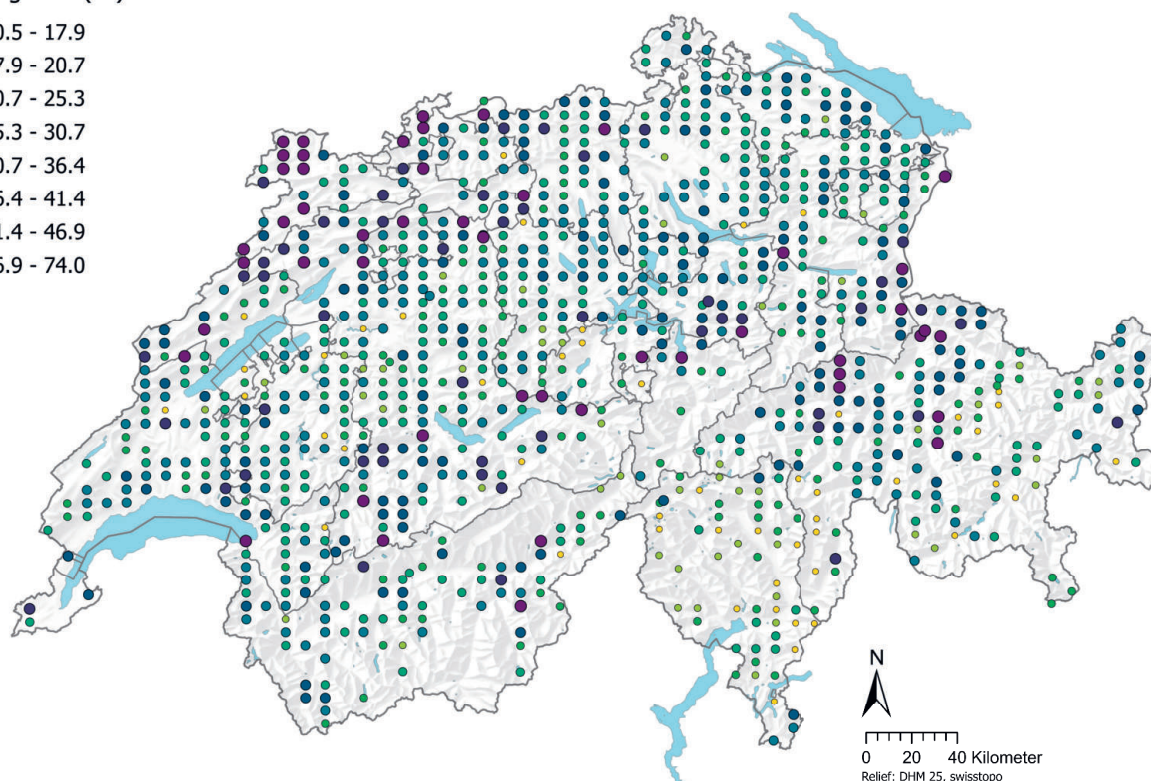 0.5 - 17.9
7.9 - 20.7
0.7 - 25.3
5.3 - 30.7
0.7 - 36.4
6.4 - 41.4
1.4 - 46.9
6.9 - 74.0
N
0 20 40 Kilometer
Relief: DHM 25, swisstopo